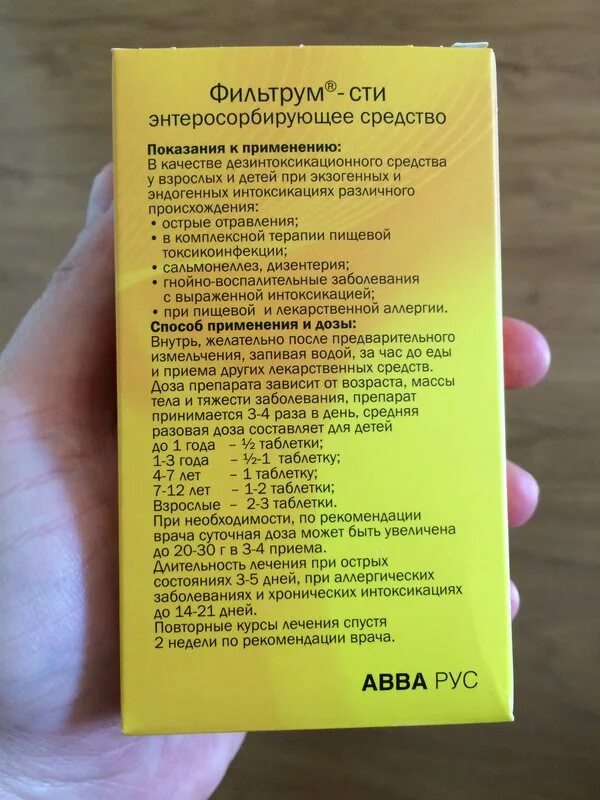 Фильтрум®-сти
энтеросорбирующее средство
Показания к применению:
В качестве дезинтоксикационного средства
у взрослых и детей при экзогенных и
эндогенных интоксикациях различного
происхождения:
• острые отравления;
• в комплексной терапии пищевой
токсикоинфекции;
• сальмонеллез, дизентерия;
• гнойно-воспалительные заболевания
с выраженной интоксикацией;
• при пищевой и лекарственной аллергии.
Способ применения и дозы:
Внутрь, желательно после предварительного
измельчения, запивая водой, за час до еды
и приема других лекарственных средств.
Доза препарата зависит от возраста, массы
тела и тяжести заболевания, препарат
принимается 3-4 раза в день, средняя
разовая доза составляет для детей
до 1 года – ½ таблетки;
1-3 года – ½-1 таблетку;
4-7 лет – 1 таблетку;
7-12 лет – 1-2 таблетки;
Взрослые – 2-3 таблетки.
При необходимости, по рекомендации
врача суточная доза может быть увеличена
до 20-30 г в 3-4 приема.
Длительность лечения при острых
состояниях 3-5 дней, при аллергических
заболеваниях и хронических интоксикациях
до 14-21 дней.
Повторные курсы лечения спустя
2 недели по рекомендации врача.
АВВА РУС